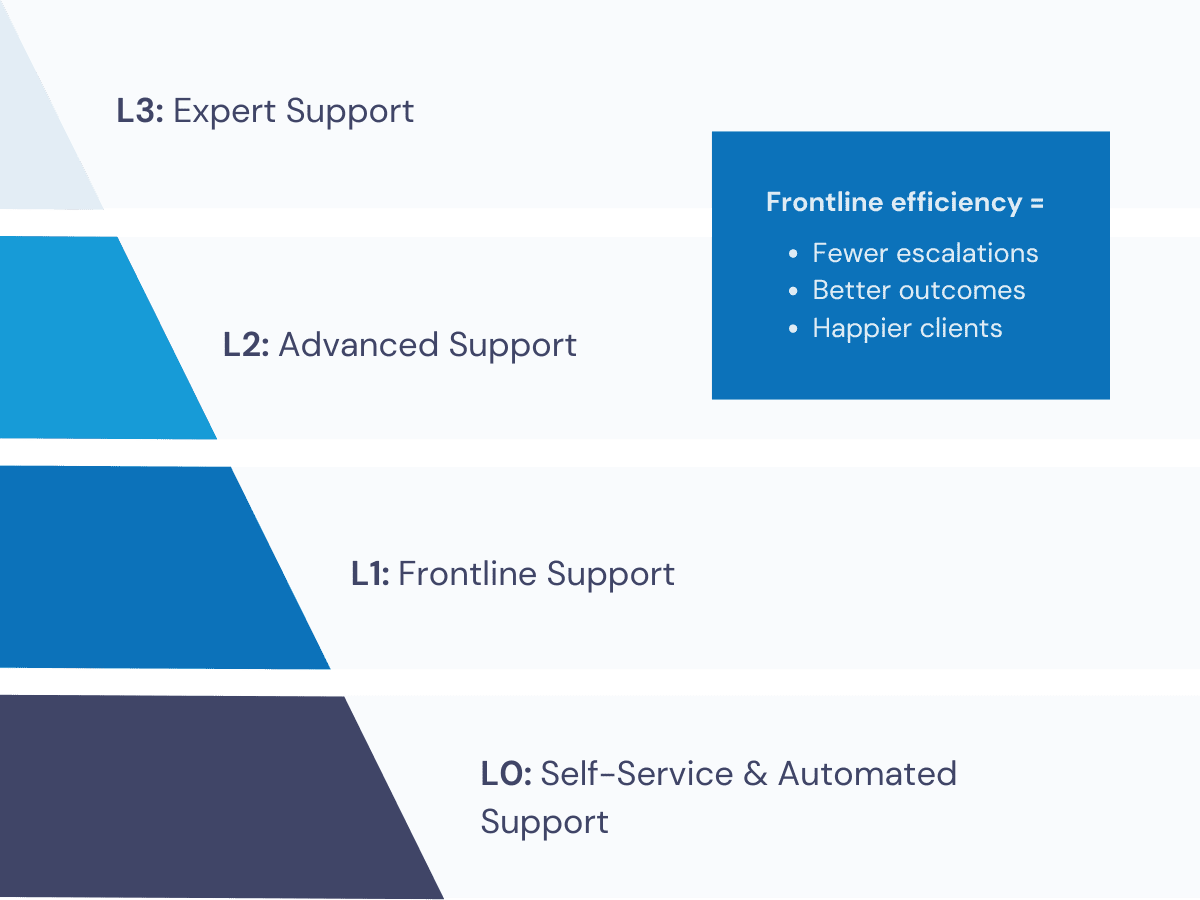 L3: Expert Support
Frontline efficiency =
• Fewer escalations
• Better outcomes
• Happier clients
L2: Advanced Support
L1: Frontline Support
L0: Self-Service & Automated
Support